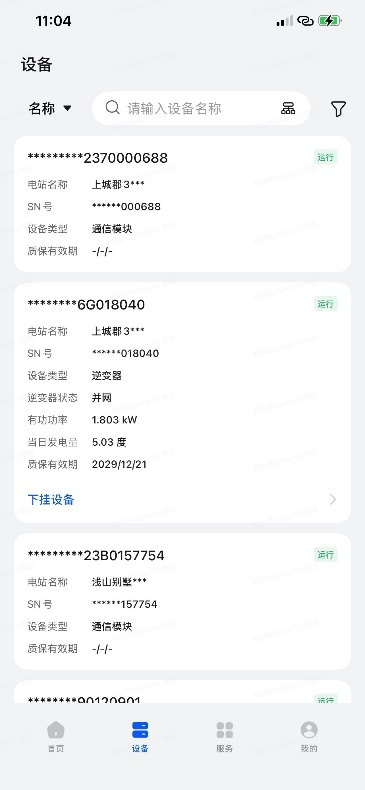 11:04
设备
名称
请输入设备名称
*********2370000688
运行
电站名称 上城郡3***
SN 号 ******000688
设备类型 通信模块
质保有效期 -/-/-
********6G018040
运行
电站名称 上城郡3***
SN 号 ******018040
设备类型 逆变器
逆变器状态 并网
有功功率 1.803 kW
当日发电量 5.03 度
质保有效期 2029/12/21
下挂设备
*********23B0157754
运行
电站名称 浅山别墅***
SN 号 ******157754
设备类型 通信模块
质保有效期 -/-/-
********90120901
运行
首页
设备
服务
我的